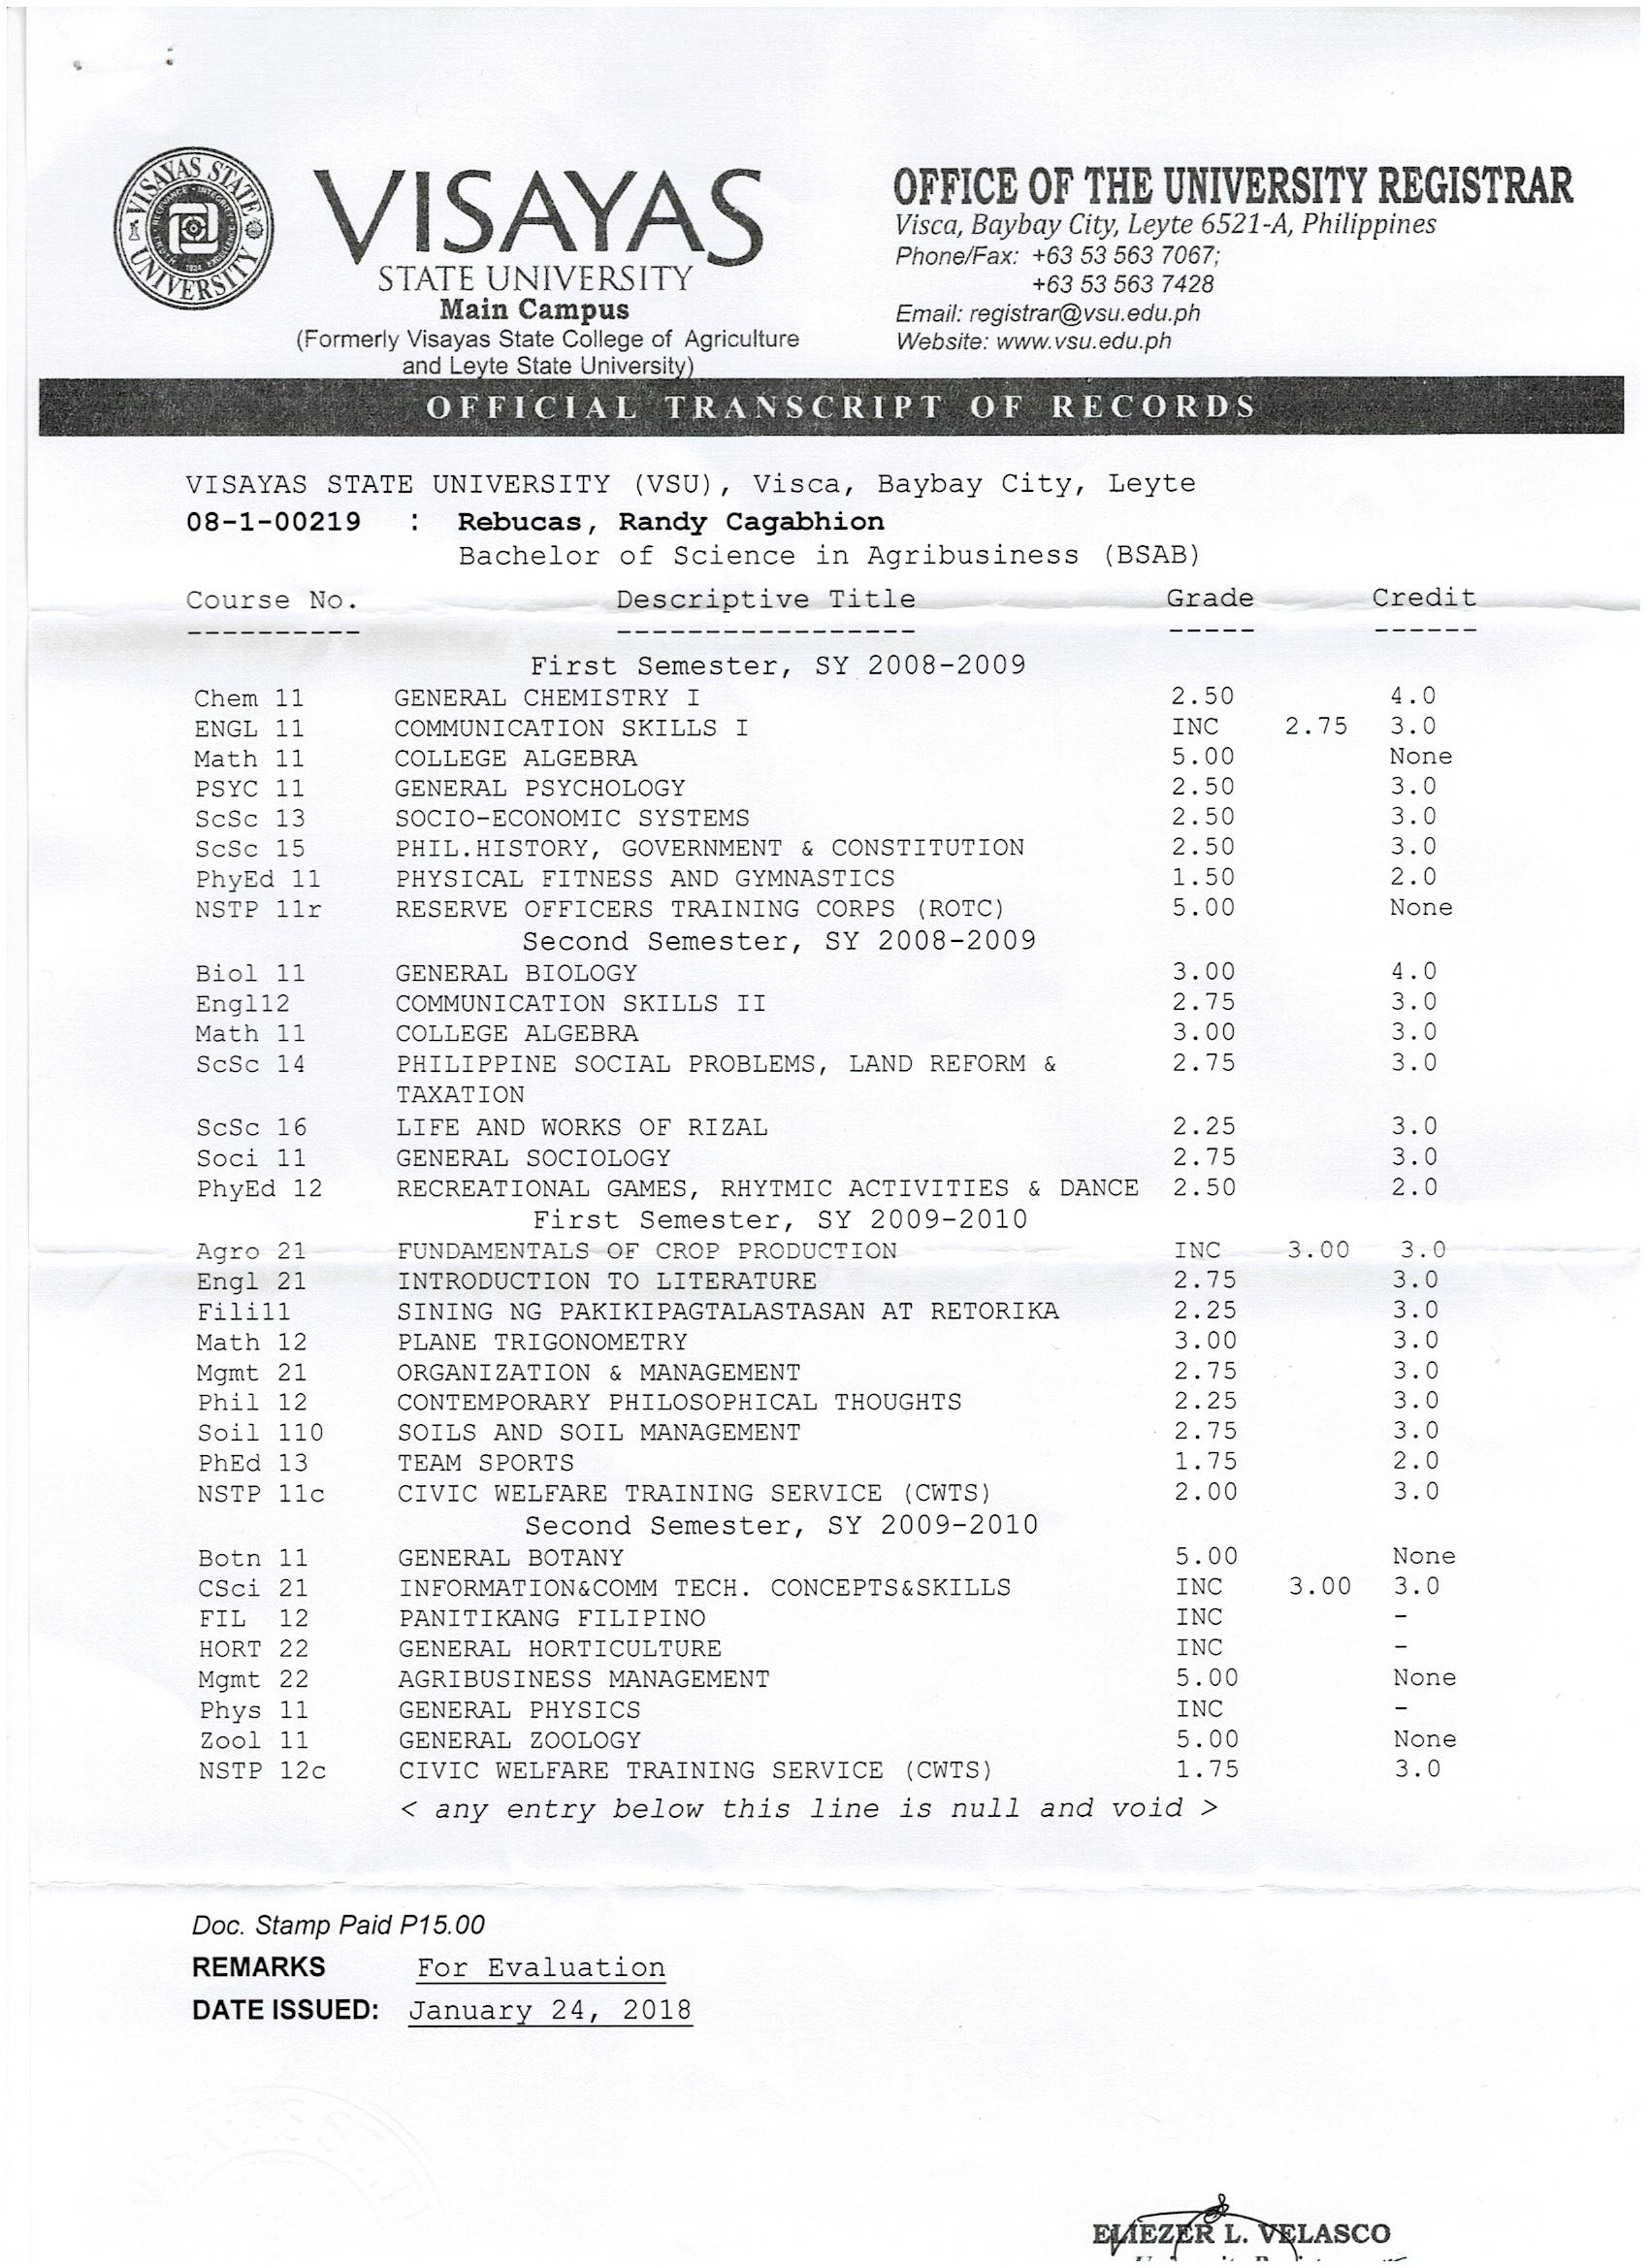 VISAYAS STATE UNIVERSITY
VISAYAS
STATE UNIVERSITY
Main Campus
(Formerly Visayas State College of Agriculture
and Leyte State University)
OFFICE OF THE UNIVERSITY REGISTRAR
Visca, Baybay City, Leyte 6521-A, Philippines
Phone/Fax: +63 53 563 7067;
+63 53 563 7428
Email: registrar@vsu.edu.ph
Website: www.vsu.edu.ph
OFFICIAL TRANSCRIPT OF RECORDS
VISAYAS STATE UNIVERSITY (VSU), Visca, Baybay City, Leyte
08-1-00219 : Rebucas, Randy Cagabhion
Bachelor of Science in Agribusiness (BSAB)
Course No. Descriptive Title Grade Credit
---------- ----------------- ----- ------
First Semester, SY 2008-2009
Chem 11 GENERAL CHEMISTRY I 2.50 4.0
ENGL 11 COMMUNICATION SKILLS I INC 2.75 3.0
Math 11 COLLEGE ALGEBRA 5.00 None
PSYC 11 GENERAL PSYCHOLOGY 2.50 3.0
ScSc 13 SOCIO-ECONOMIC SYSTEMS 2.50 3.0
ScSc 15 PHIL.HISTORY, GOVERNMENT & CONSTITUTION 2.50 3.0
PhyEd 11 PHYSICAL FITNESS AND GYMNASTICS 1.50 2.0
NSTP 11r RESERVE OFFICERS TRAINING CORPS (ROTC) 5.00 None
Second Semester, SY 2008-2009
Biol 11 GENERAL BIOLOGY 3.00 4.0
Engl12 COMMUNICATION SKILLS II 2.75 3.0
Math 11 COLLEGE ALGEBRA 3.00 3.0
ScSc 14 PHILIPPINE SOCIAL PROBLEMS, LAND REFORM & 2.75 3.0
TAXATION
ScSc 16 LIFE AND WORKS OF RIZAL 2.25 3.0
Soci 11 GENERAL SOCIOLOGY 2.75 3.0
PhyEd 12 RECREATIONAL GAMES, RHYTMIC ACTIVITIES & DANCE 2.50 2.0
First Semester, SY 2009-2010
Agro 21 FUNDAMENTALS OF CROP PRODUCTION INC 3.00 3.0
Engl 21 INTRODUCTION TO LITERATURE 2.75 3.0
Fili11 SINING NG PAKIKIPAGTALASTASAN AT RETORIKA 2.25 3.0
Math 12 PLANE TRIGONOMETRY 3.00 3.0
Mgmt 21 ORGANIZATION & MANAGEMENT 2.75 3.0
Phil 12 CONTEMPORARY PHILOSOPHICAL THOUGHTS 2.25 3.0
Soil 110 SOILS AND SOIL MANAGEMENT 2.75 3.0
PhEd 13 TEAM SPORTS 1.75 2.0
NSTP 11c CIVIC WELFARE TRAINING SERVICE (CWTS) 2.00 3.0
Second Semester, SY 2009-2010
Botn 11 GENERAL BOTANY 5.00 None
CSci 21 INFORMATION&COMM TECH. CONCEPTS&SKILLS INC 3.00 3.0
FIL 12 PANITIKANG FILIPINO INC -
HORT 22 GENERAL HORTICULTURE INC -
Mgmt 22 AGRIBUSINESS MANAGEMENT 5.00 None
Phys 11 GENERAL PHYSICS INC -
Zool 11 GENERAL ZOOLOGY 5.00 None
NSTP 12c CIVIC WELFARE TRAINING SERVICE (CWTS) 1.75 3.0
< any entry below this line is null and void >
Doc. Stamp Paid P15.00
REMARKS For Evaluation
DATE ISSUED: January 24, 2018
ELIEZER L. VELASCO